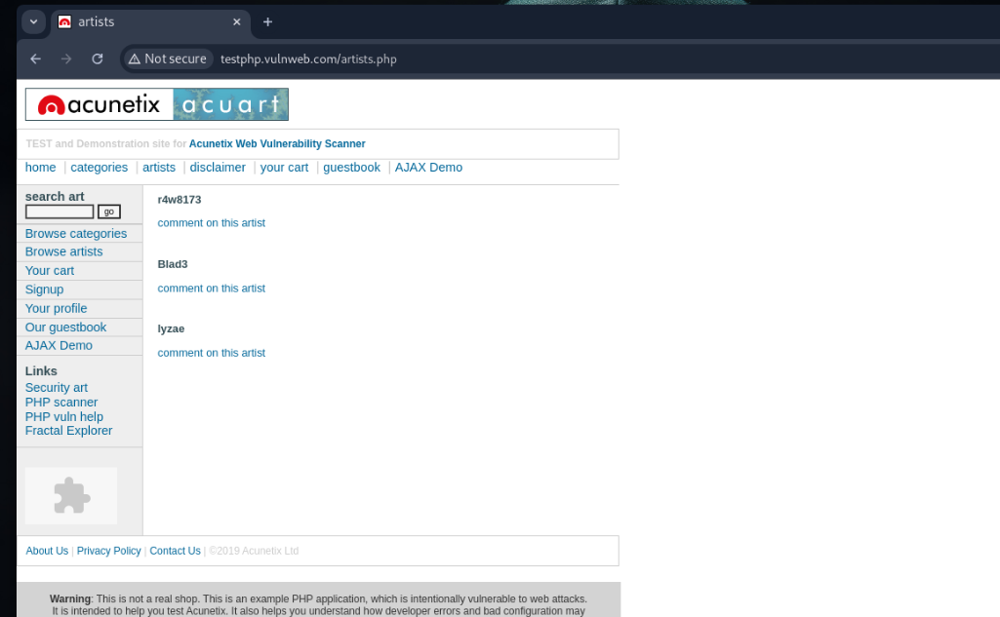 artists
Not secure testphp.vulnweb.com/artists.php
acunetix acuart
TEST and Demonstration site for Acunetix Web Vulnerability Scanner
home | categories | artists | disclaimer | your cart | guestbook | AJAX Demo
search art
go
Browse categories
Browse artists
Your cart
Signup
Your profile
Our guestbook
AJAX Demo
Links
Security art
PHP scanner
PHP vuln help
Fractal Explorer
r4w8173
comment on this artist
Blad3
comment on this artist
lyzae
comment on this artist
About Us | Privacy Policy | Contact Us | ©2019 Acunetix Ltd
Warning: This is not a real shop. This is an example PHP application, which is intentionally vulnerable to web attacks.
It is intended to help you test Acunetix. It also helps you understand how developer errors and bad configuration may